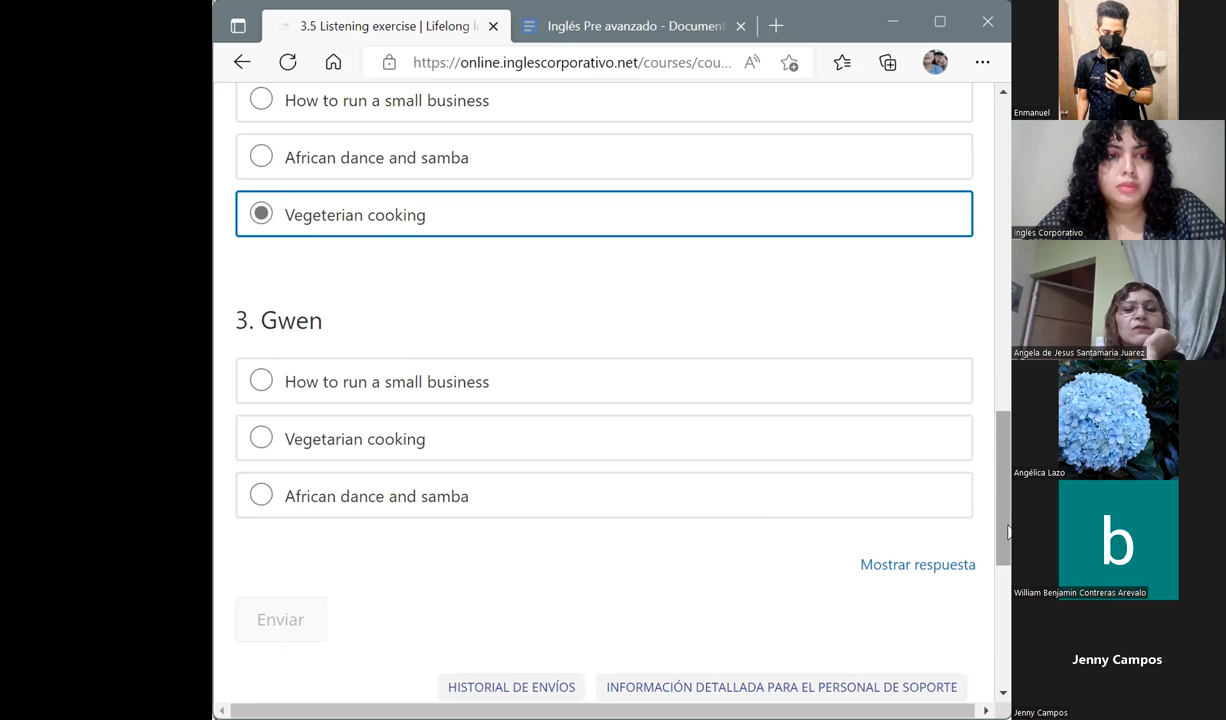 3.5 Listening exercise | Lifelong l
Inglés Pre avanzado - Document
https://online.inglescorporativo.net/courses/cou...
How to run a small business
African dance and samba
Vegeterian cooking
3. Gwen
How to run a small business
Vegetarian cooking
African dance and samba
Mostrar respuesta
Enviar
HISTORIAL DE ENVÍOS
INFORMACIÓN DETALLADA PARA EL PERSONAL DE SOPORTE
Enmanuel
Inglés Corporativo
Angela de Jesus Santamaria Juarez
Angélica Lazo
b
William Benjamin Contreras Arevalo
Jenny Campos
Jenny Campos